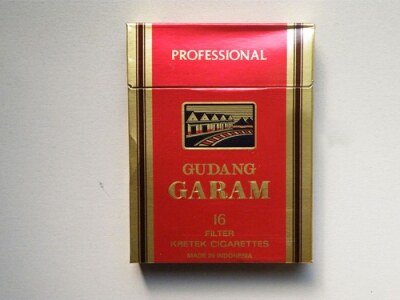 PROFESSIONAL
GUDANG
GARAM
16
FILTER
KRETEK CIGARETTES
MADE IN INDONESIA